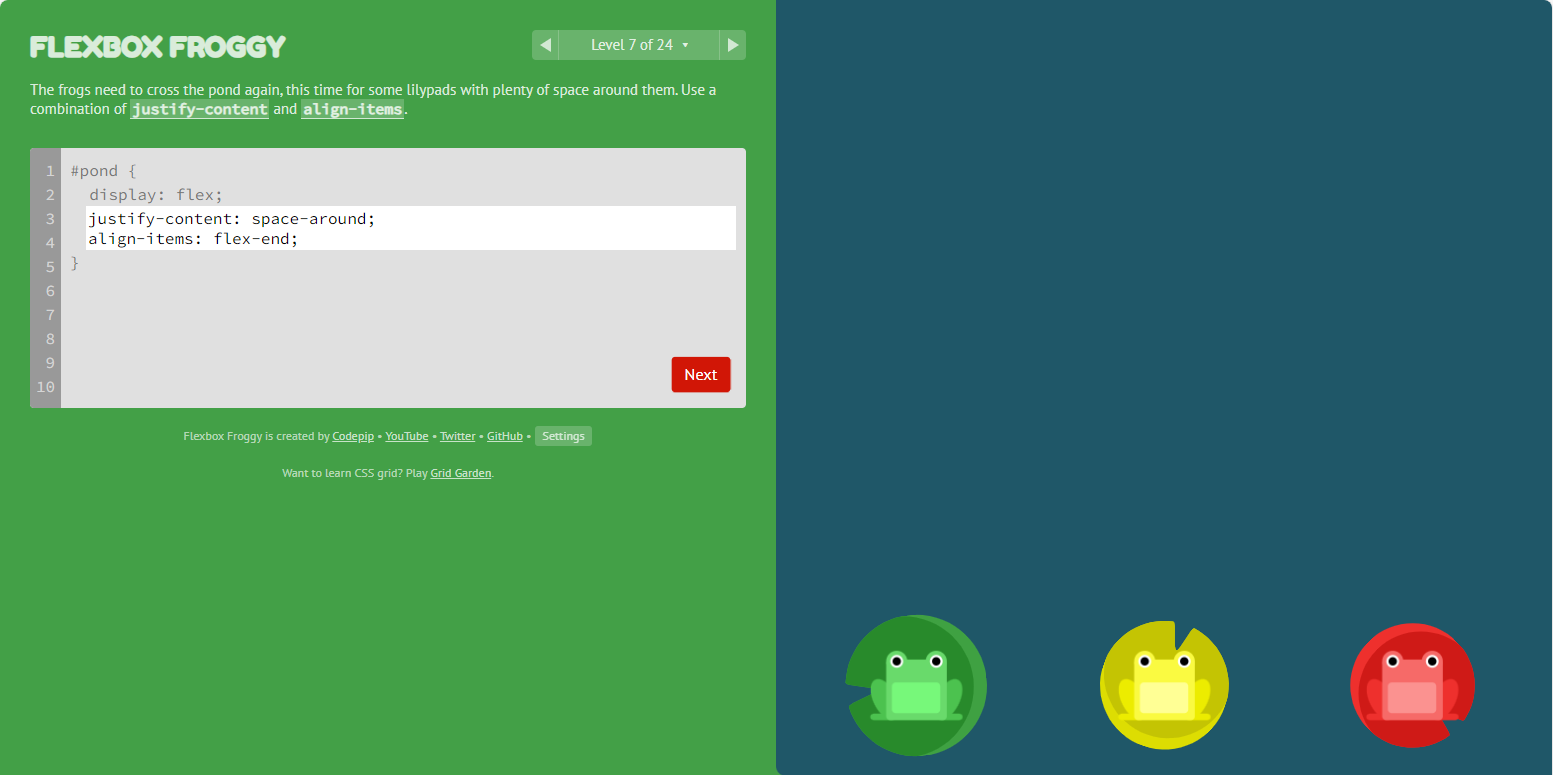 FLEXBOX FROGGY
◀ Level 7 of 24 ▾ ▶
The frogs need to cross the pond again, this time for some lilypads with plenty of space around them. Use a
combination of justify-content and align-items.
1 #pond {
2 display: flex;
3 justify-content: space-around;
4 align-items: flex-end;
5 }
6
7
8
9
10
Next
Flexbox Froggy is created by Codepip • YouTube • Twitter • GitHub • Settings
Want to learn CSS grid? Play Grid Garden.